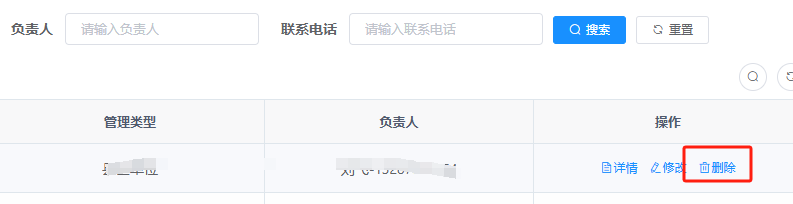 负责人 请输入负责人 联系电话 请输入联系电话 搜索 重置
管理类型 负责人 操作
单位 详情 修改 删除